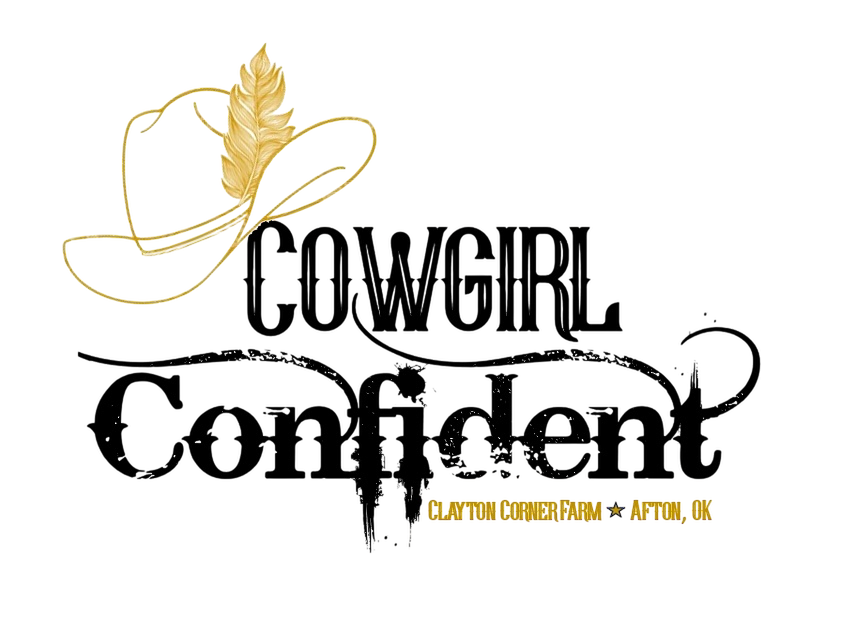 COWGIRL
Confident
CLAYTON CORNER FARM ★ AFTON, OK